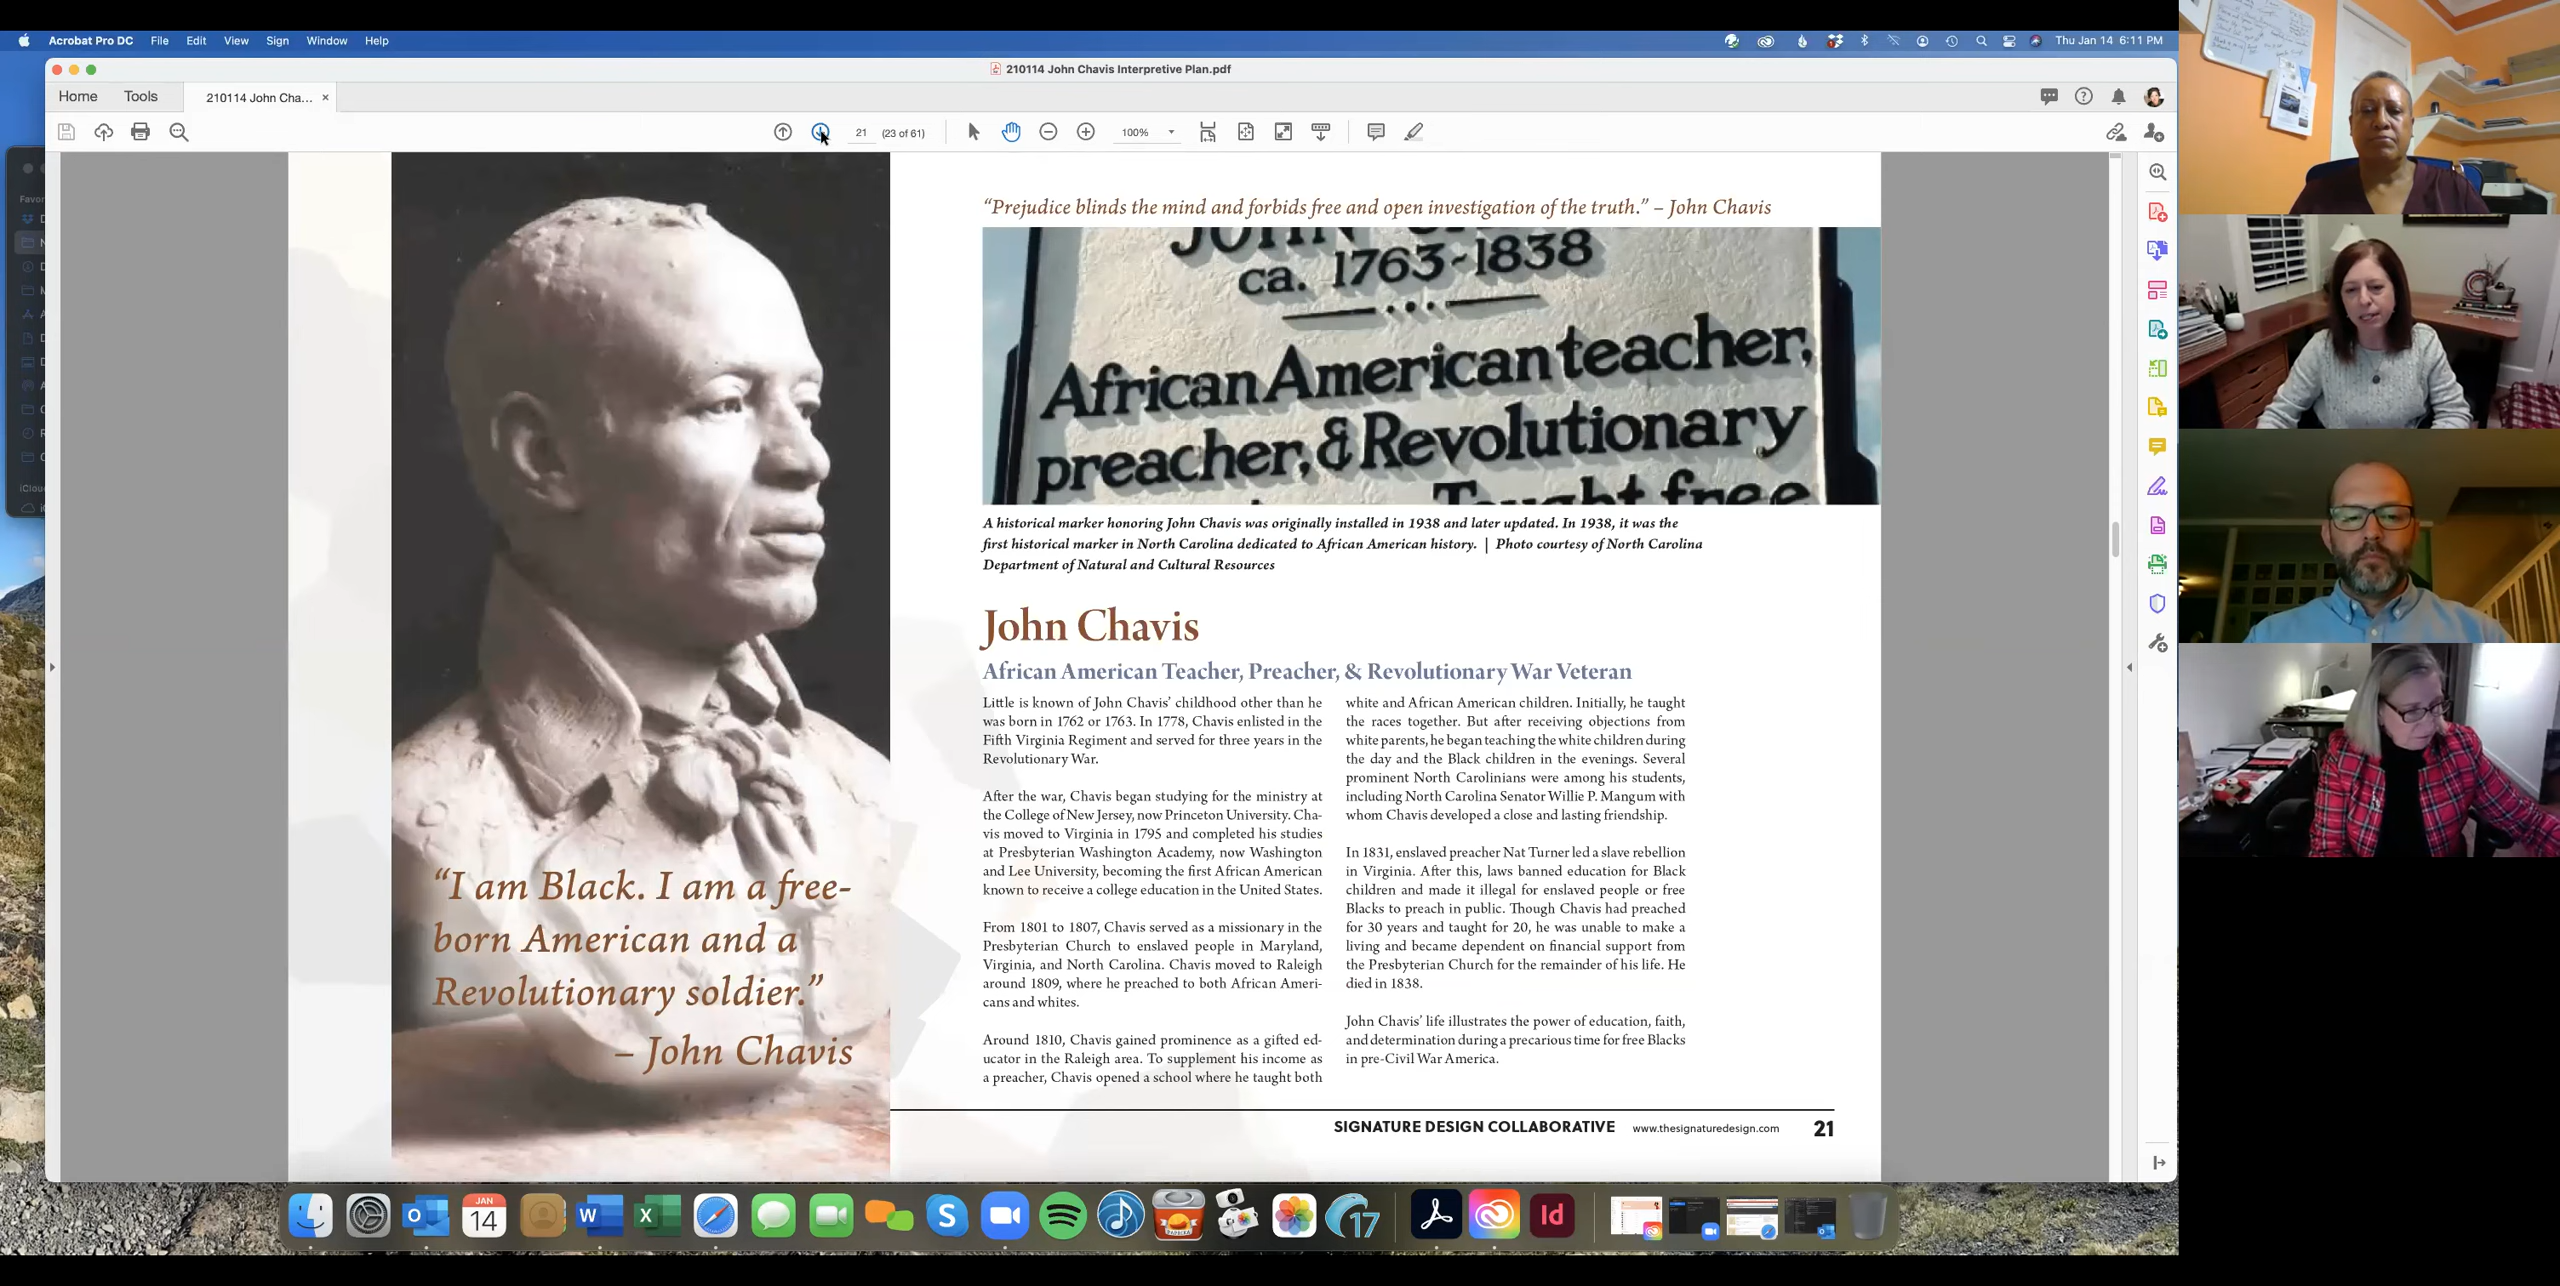 Acrobat Pro DC File Edit View Sign Window Help
Thu Jan 14 6:11 PM
210114 John Chavis Interpretive Plan.pdf
Home Tools 210114 John Cha... ×
21 (23 of 61) 100%
Favor
iClou
“Prejudice blinds the mind and forbids free and open investigation of the truth.” – John Chavis
ca. 1763-1838
African American teacher,
preacher, & Revolutionary
Taught free
A historical marker honoring John Chavis was originally installed in 1938 and later updated. In 1938, it was the
first historical marker in North Carolina dedicated to African American history. | Photo courtesy of North Carolina
Department of Natural and Cultural Resources
John Chavis
African American Teacher, Preacher, & Revolutionary War Veteran
Little is known of John Chavis’ childhood other than he
was born in 1762 or 1763. In 1778, Chavis enlisted in the
Fifth Virginia Regiment and served for three years in the
Revolutionary War.
After the war, Chavis began studying for the ministry at
the College of New Jersey, now Princeton University. Cha-
vis moved to Virginia in 1795 and completed his studies
at Presbyterian Washington Academy, now Washington
and Lee University, becoming the first African American
known to receive a college education in the United States.
From 1801 to 1807, Chavis served as a missionary in the
Presbyterian Church to enslaved people in Maryland,
Virginia, and North Carolina. Chavis moved to Raleigh
around 1809, where he preached to both African Ameri-
cans and whites.
Around 1810, Chavis gained prominence as a gifted ed-
ucator in the Raleigh area. To supplement his income as
a preacher, Chavis opened a school where he taught both
white and African American children. Initially, he taught
the races together. But after receiving objections from
white parents, he began teaching the white children during
the day and the Black children in the evenings. Several
prominent North Carolinians were among his students,
including North Carolina Senator Willie P. Mangum with
whom Chavis developed a close and lasting friendship.
In 1831, enslaved preacher Nat Turner led a slave rebellion
in Virginia. After this, laws banned education for Black
children and made it illegal for enslaved people or free
Blacks to preach in public. Though Chavis had preached
for 30 years and taught for 20, he was unable to make a
living and became dependent on financial support from
the Presbyterian Church for the remainder of his life. He
died in 1838.
John Chavis’ life illustrates the power of education, faith,
and determination during a precarious time for free Blacks
in pre-Civil War America.
“I am Black. I am a free-
born American and a
Revolutionary soldier.”
– John Chavis
SIGNATURE DESIGN COLLABORATIVE www.thesignaturedesign.com 21
JAN
14
W
X
S
17
Id